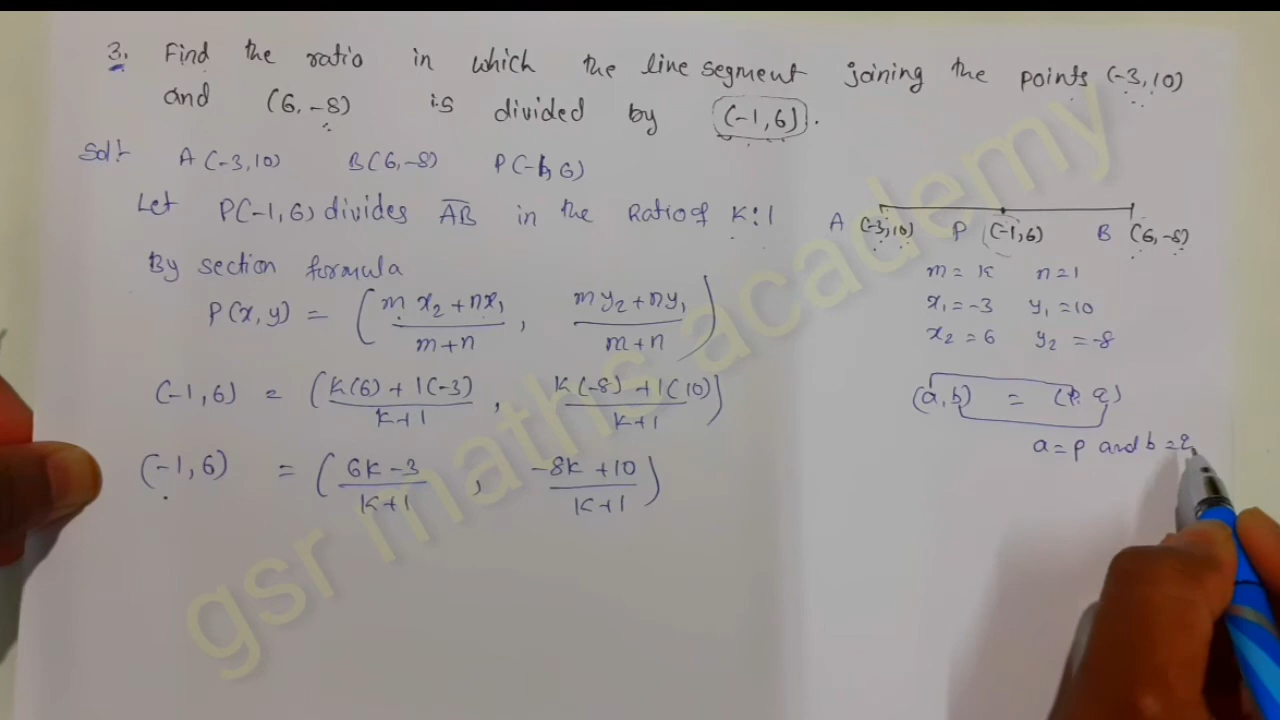 3. Find the ratio in which the line segment joining the points (-3,10)
and (6,-8) is divided by (-1,6).
Sol:- A(-3,10) B(6,-8) P(-1,6)
Let P(-1,6) divides AB in the Ratio of K:1
A (-3,10) P (-1,6) B (6,-8)
By section formula
m = K n=1
P(x,y) = ( m x₂ + n x₁ / m+n , m y₂ + n y₁ / m+n )
x₁ = -3 y₁ = 10
x₂ = 6 y₂ = -8
(-1,6) = ( K(6) + 1(-3) / K+1 , K(-8) + 1(10) / K+1 )
(a,b) = (p, q)
a = p and b = q
(-1,6) = ( 6K-3 / K+1 , -8K+10 / K+1 )
gsr maths academy